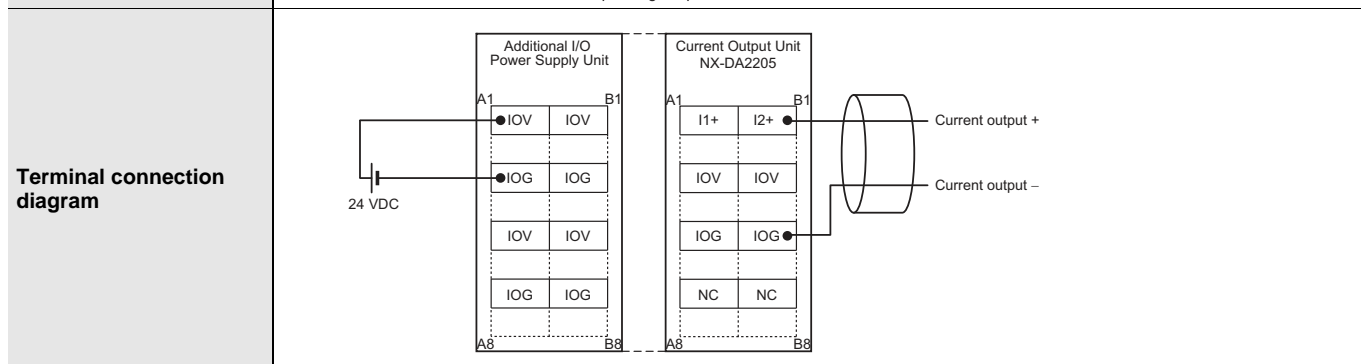 Terminal connection
diagram
24 VDC
Additional I/O
Power Supply Unit
A1 B1
IOV IOV
IOG IOG
IOV IOV
IOG IOG
A8 B8
Current Output Unit
NX-DA2205
A1 B1
I1+ I2+
IOV IOV
IOG IOG
NC NC
A8 B8
Current output +
Current output –